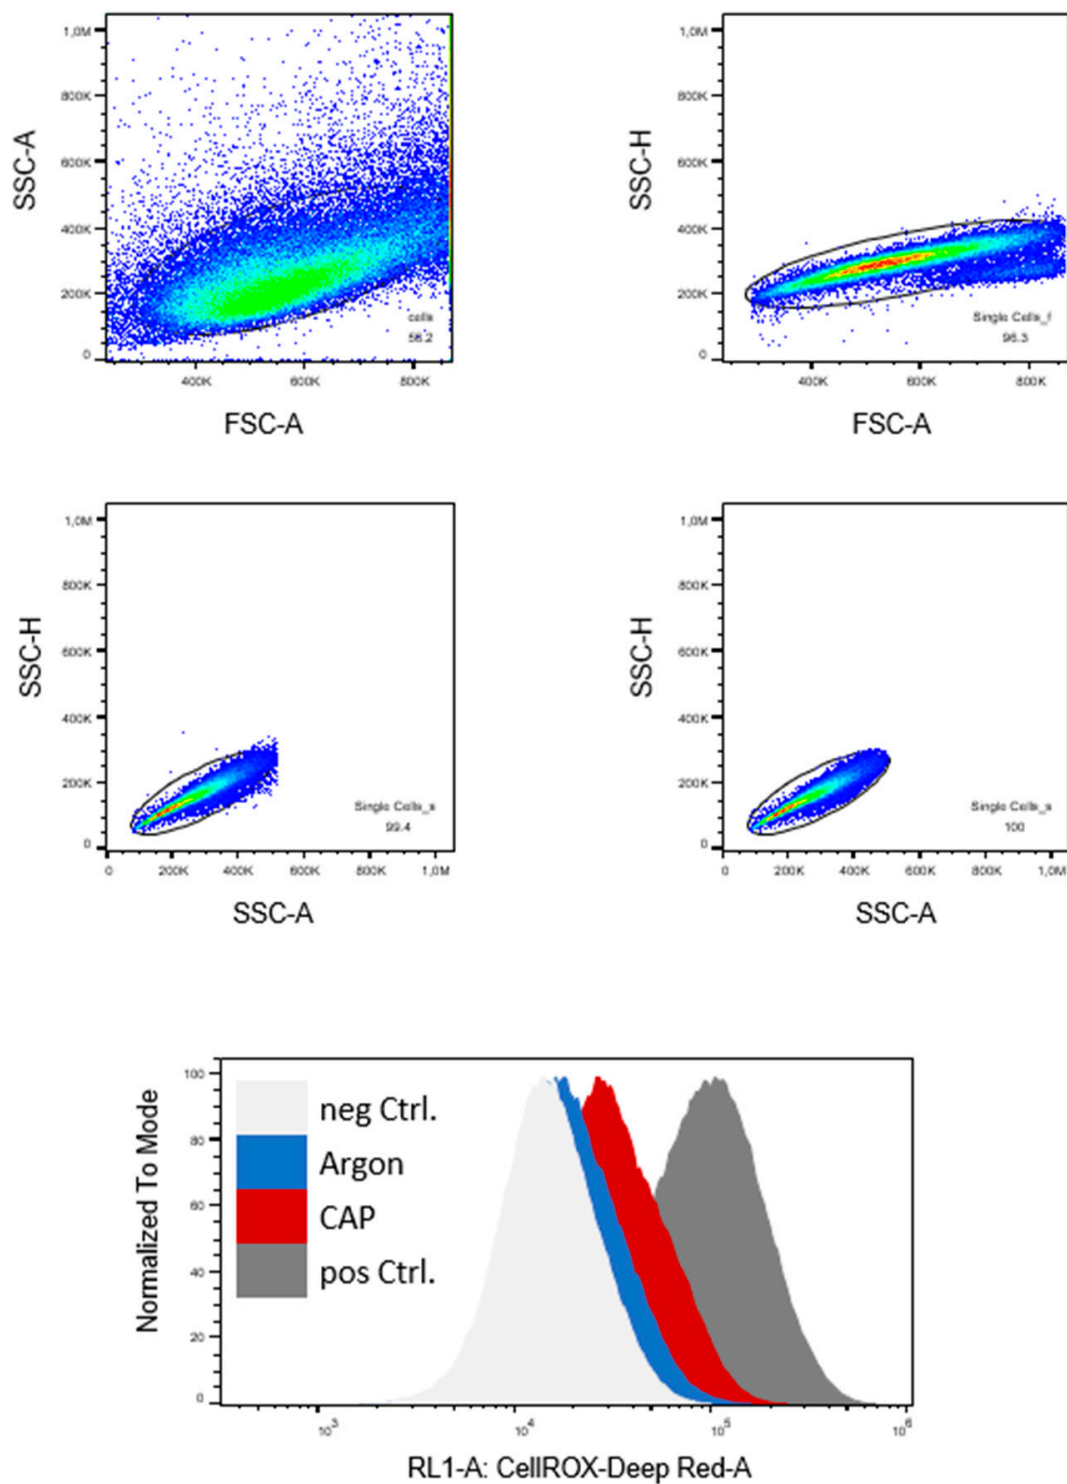 1,0M
800K
600K
400K
200K
0
SSC-A
cells
56.2
400K 600K 800K
FSC-A
1,0M
800K
600K
400K
200K
0
SSC-H
Single Cells_f
96.3
400K 600K 800K
FSC-A
1,0M
800K
600K
400K
200K
0
SSC-H
Single Cells_s
99.4
0 200K 400K 600K 800K 1,0M
SSC-A
1,0M
800K
600K
400K
200K
0
SSC-H
Single Cells_s
100
0 200K 400K 600K 800K 1,0M
SSC-A
100
80
60
40
20
0
Normalized To Mode
neg Ctrl.
Argon
CAP
pos Ctrl.
10³ 10⁴ 10⁵ 10⁶
RL1-A: CellROX-Deep Red-A